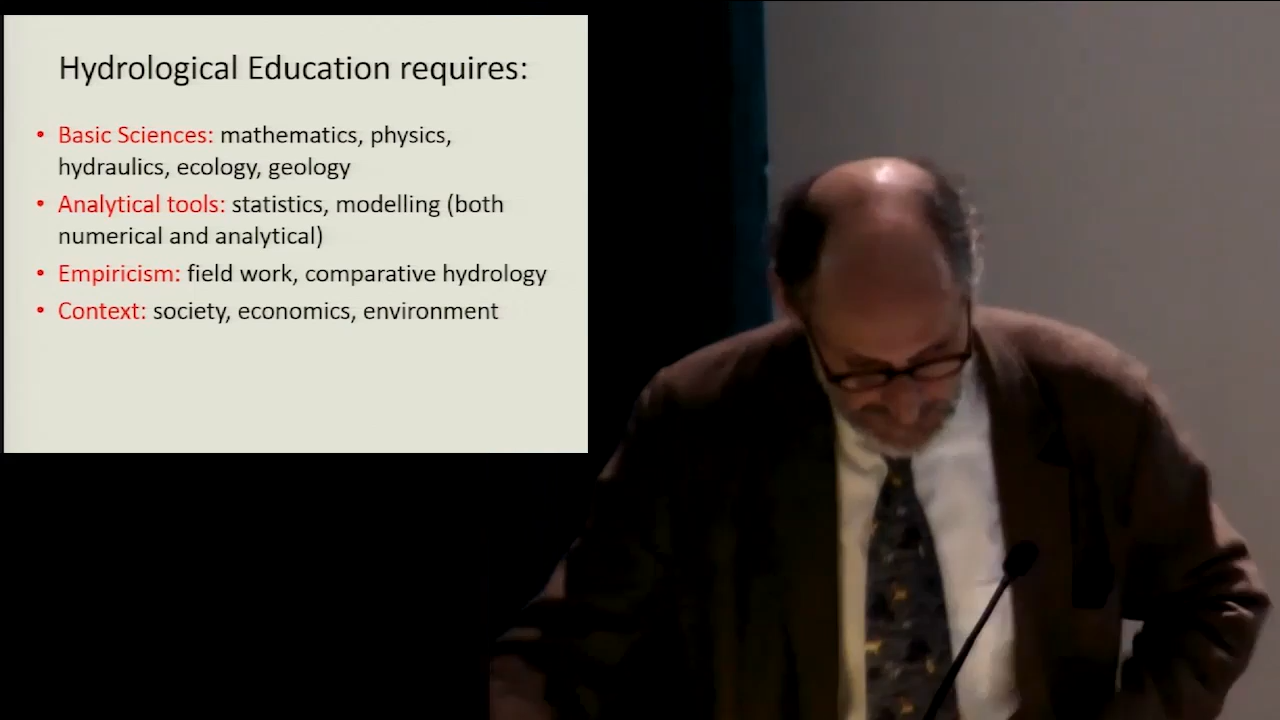 Hydrological Education requires:
• Basic Sciences: mathematics, physics,
hydraulics, ecology, geology
• Analytical tools: statistics, modelling (both
numerical and analytical)
• Empiricism: field work, comparative hydrology
• Context: society, economics, environment